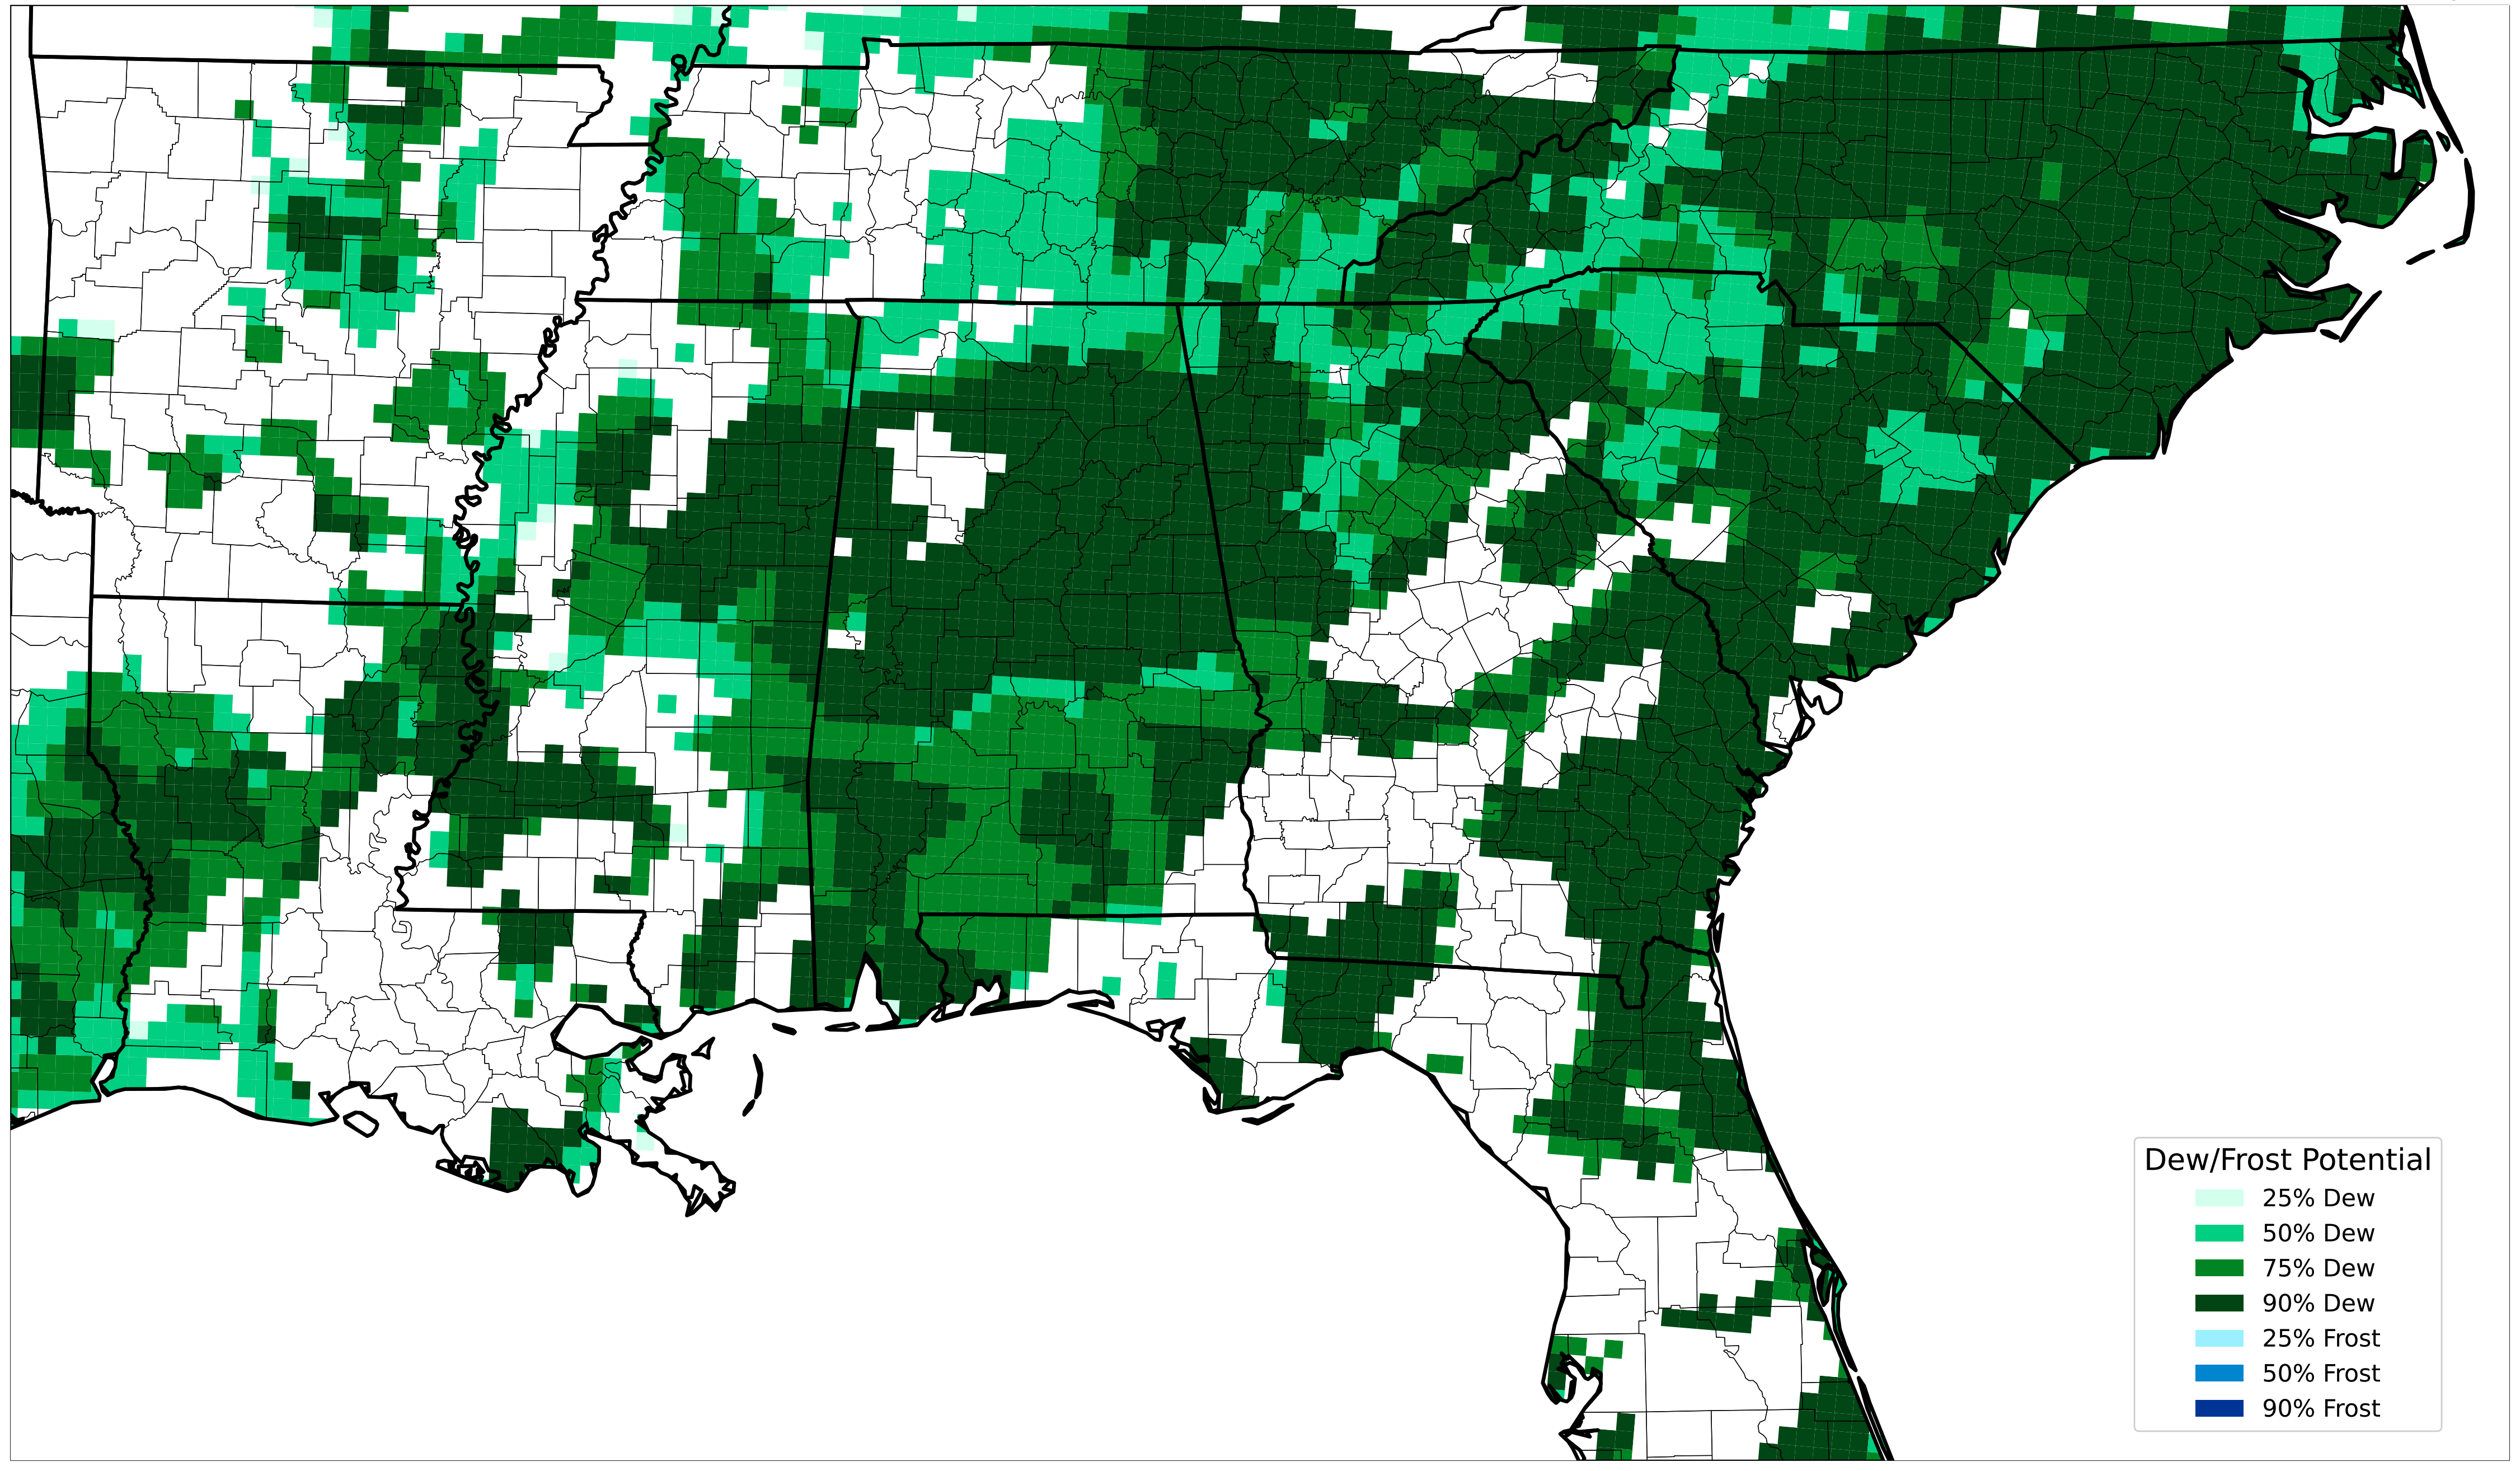 Dew/Frost Potential
25% Dew
50% Dew
75% Dew
90% Dew
25% Frost
50% Frost
90% Frost